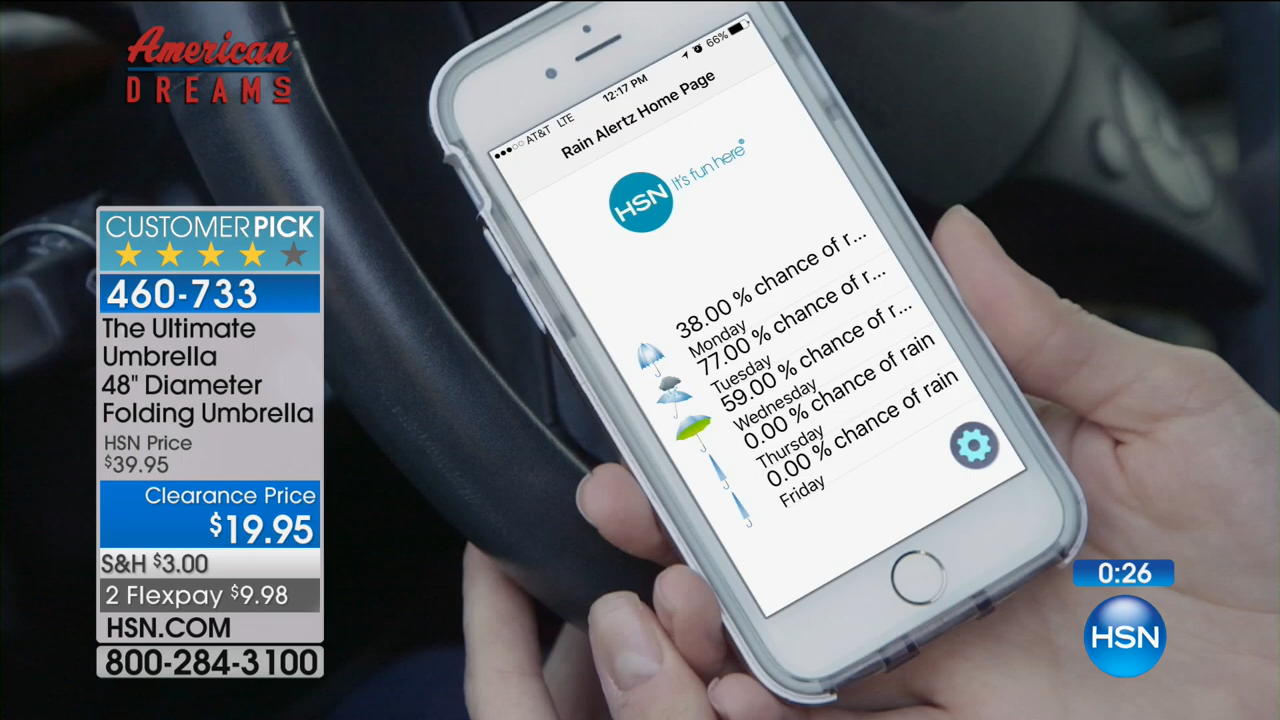 American
DREAMS
CUSTOMER PICK
460-733
The Ultimate
Umbrella
48" Diameter
Folding Umbrella
HSN Price
$39.95
Clearance Price
$19.95
S&H $3.00
2 Flexpay $9.98
HSN.COM
800-284-3100
AT&T LTE 12:17 PM 66%
Rain Alertz Home Page
HSN It's fun here®
38.00 % chance of r...
Monday
77.00 % chance of r...
Tuesday
59.00 % chance of r...
Wednesday
0.00 % chance of rain
Thursday
0.00 % chance of rain
Friday
0:26
HSN